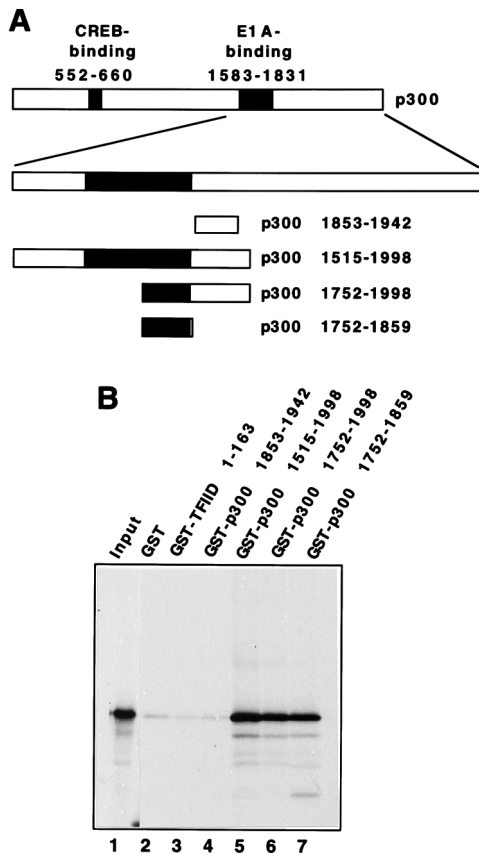 A
CREB-
binding
552-660
E1A-
binding
1583-1831
p300
p300 1853-1942
p300 1515-1998
p300 1752-1998
p300 1752-1859
B
Input
GST
GST-TFIID 1-163
GST-p300 1853-1942
GST-p300 1515-1998
GST-p300 1752-1998
GST-p300 1752-1859
1 2 3 4 5 6 7